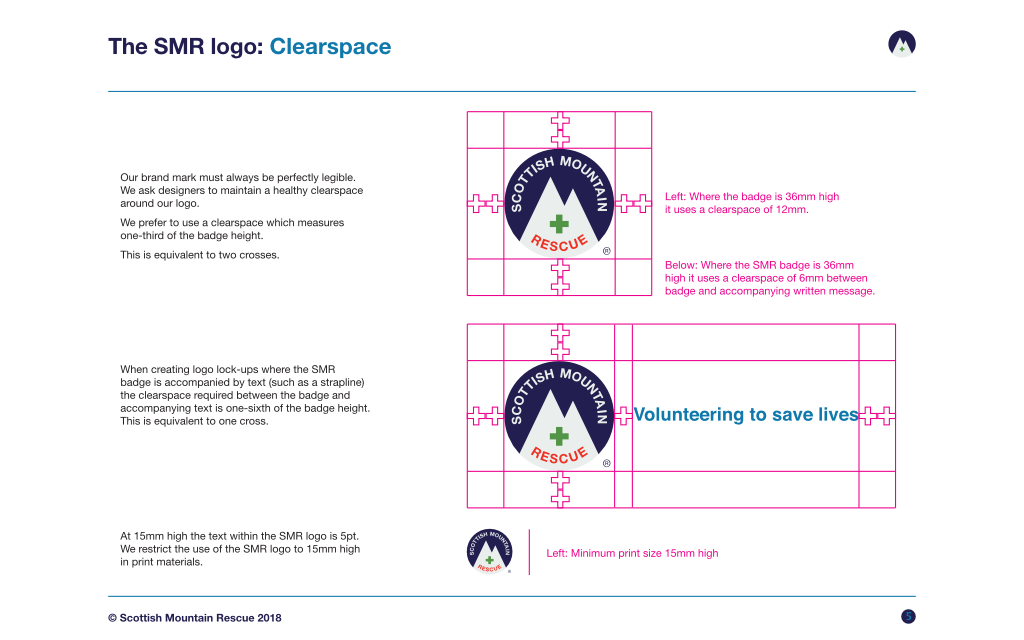 The SMR logo: Clearspace
Our brand mark must always be perfectly legible.
We ask designers to maintain a healthy clearspace
around our logo.
We prefer to use a clearspace which measures
one-third of the badge height.
This is equivalent to two crosses.
SCOTTISH MOUNTAIN
RESCUE
®
Left: Where the badge is 36mm high
it uses a clearspace of 12mm.
Below: Where the SMR badge is 36mm
high it uses a clearspace of 6mm between
badge and accompanying written message.
When creating logo lock-ups where the SMR
badge is accompanied by text (such as a strapline)
the clearspace required between the badge and
accompanying text is one-sixth of the badge height.
This is equivalent to one cross.
SCOTTISH MOUNTAIN
RESCUE
®
Volunteering to save lives
At 15mm high the text within the SMR logo is 5pt.
We restrict the use of the SMR logo to 15mm high
in print materials.
SCOTTISH MOUNTAIN
RESCUE
®
Left: Minimum print size 15mm high
© Scottish Mountain Rescue 2018
5